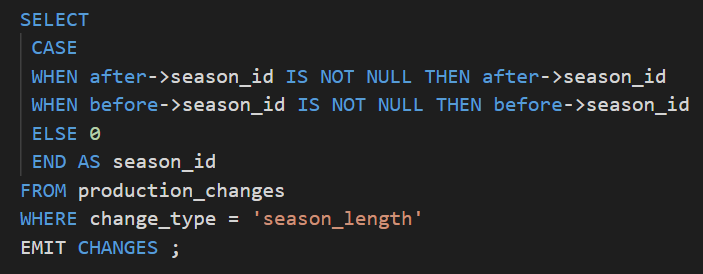 SELECT
CASE
WHEN after->season_id IS NOT NULL THEN after->season_id
WHEN before->season_id IS NOT NULL THEN before->season_id
ELSE 0
END AS season_id
FROM production_changes
WHERE change_type = 'season_length'
EMIT CHANGES ;